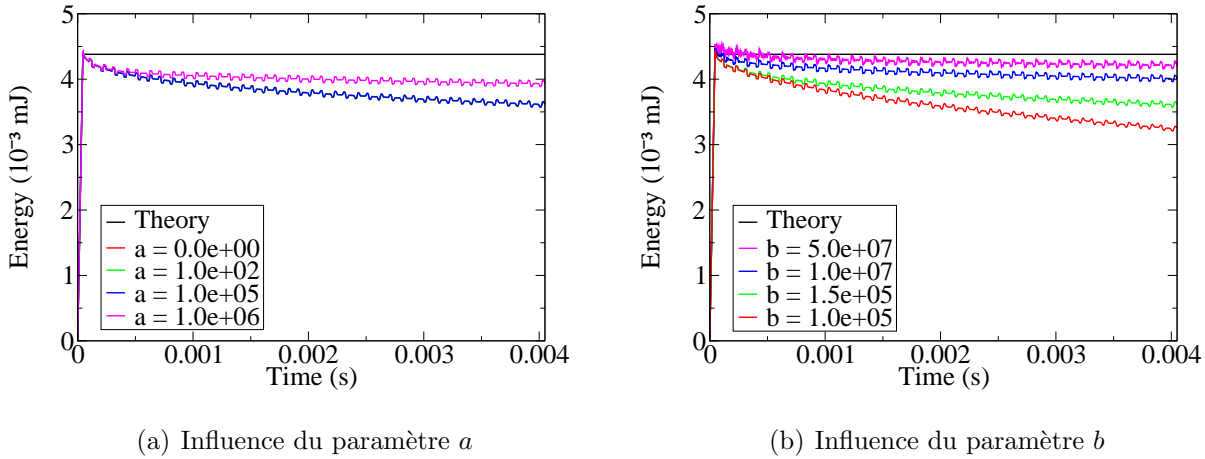 5
4
3
2
1
0
Energy (10⁻³ mJ)
Theory
a = 0.0e+00
a = 1.0e+02
a = 1.0e+05
a = 1.0e+06
0
0.001
0.002
0.003
0.004
Time (s)
(a) Influence du paramètre a
5
4
3
2
1
0
Energy (10⁻³ mJ)
Theory
b = 5.0e+07
b = 1.0e+07
b = 1.5e+05
b = 1.0e+05
0
0.001
0.002
0.003
0.004
Time (s)
(b) Influence du paramètre b